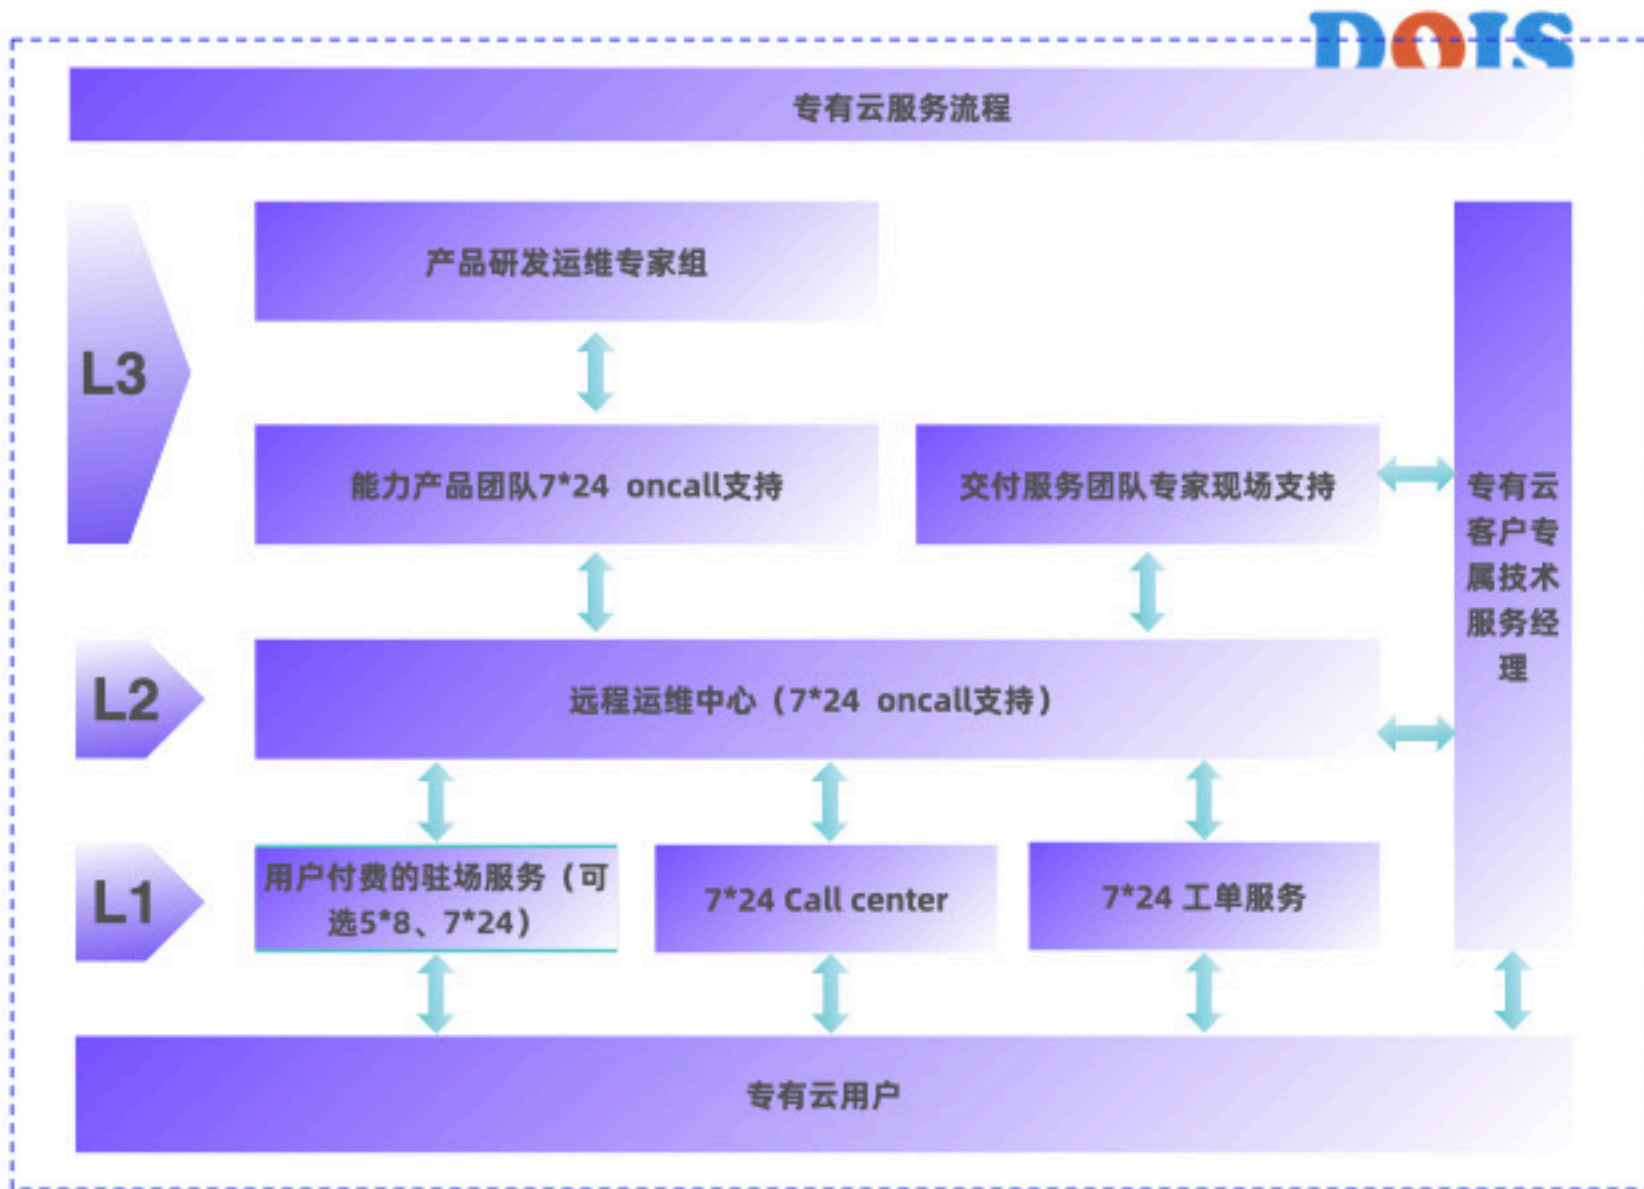 DOIS
专有云服务流程
产品研发运维专家组
L3
能力产品团队7*24 oncall支持
交付服务团队专家现场支持
专有云
客户专
属技术
服务经
理
L2
远程运维中心（7*24 oncall支持）
L1
用户付费的驻场服务（可
选5*8、7*24）
7*24 Call center
7*24 工单服务
专有云用户